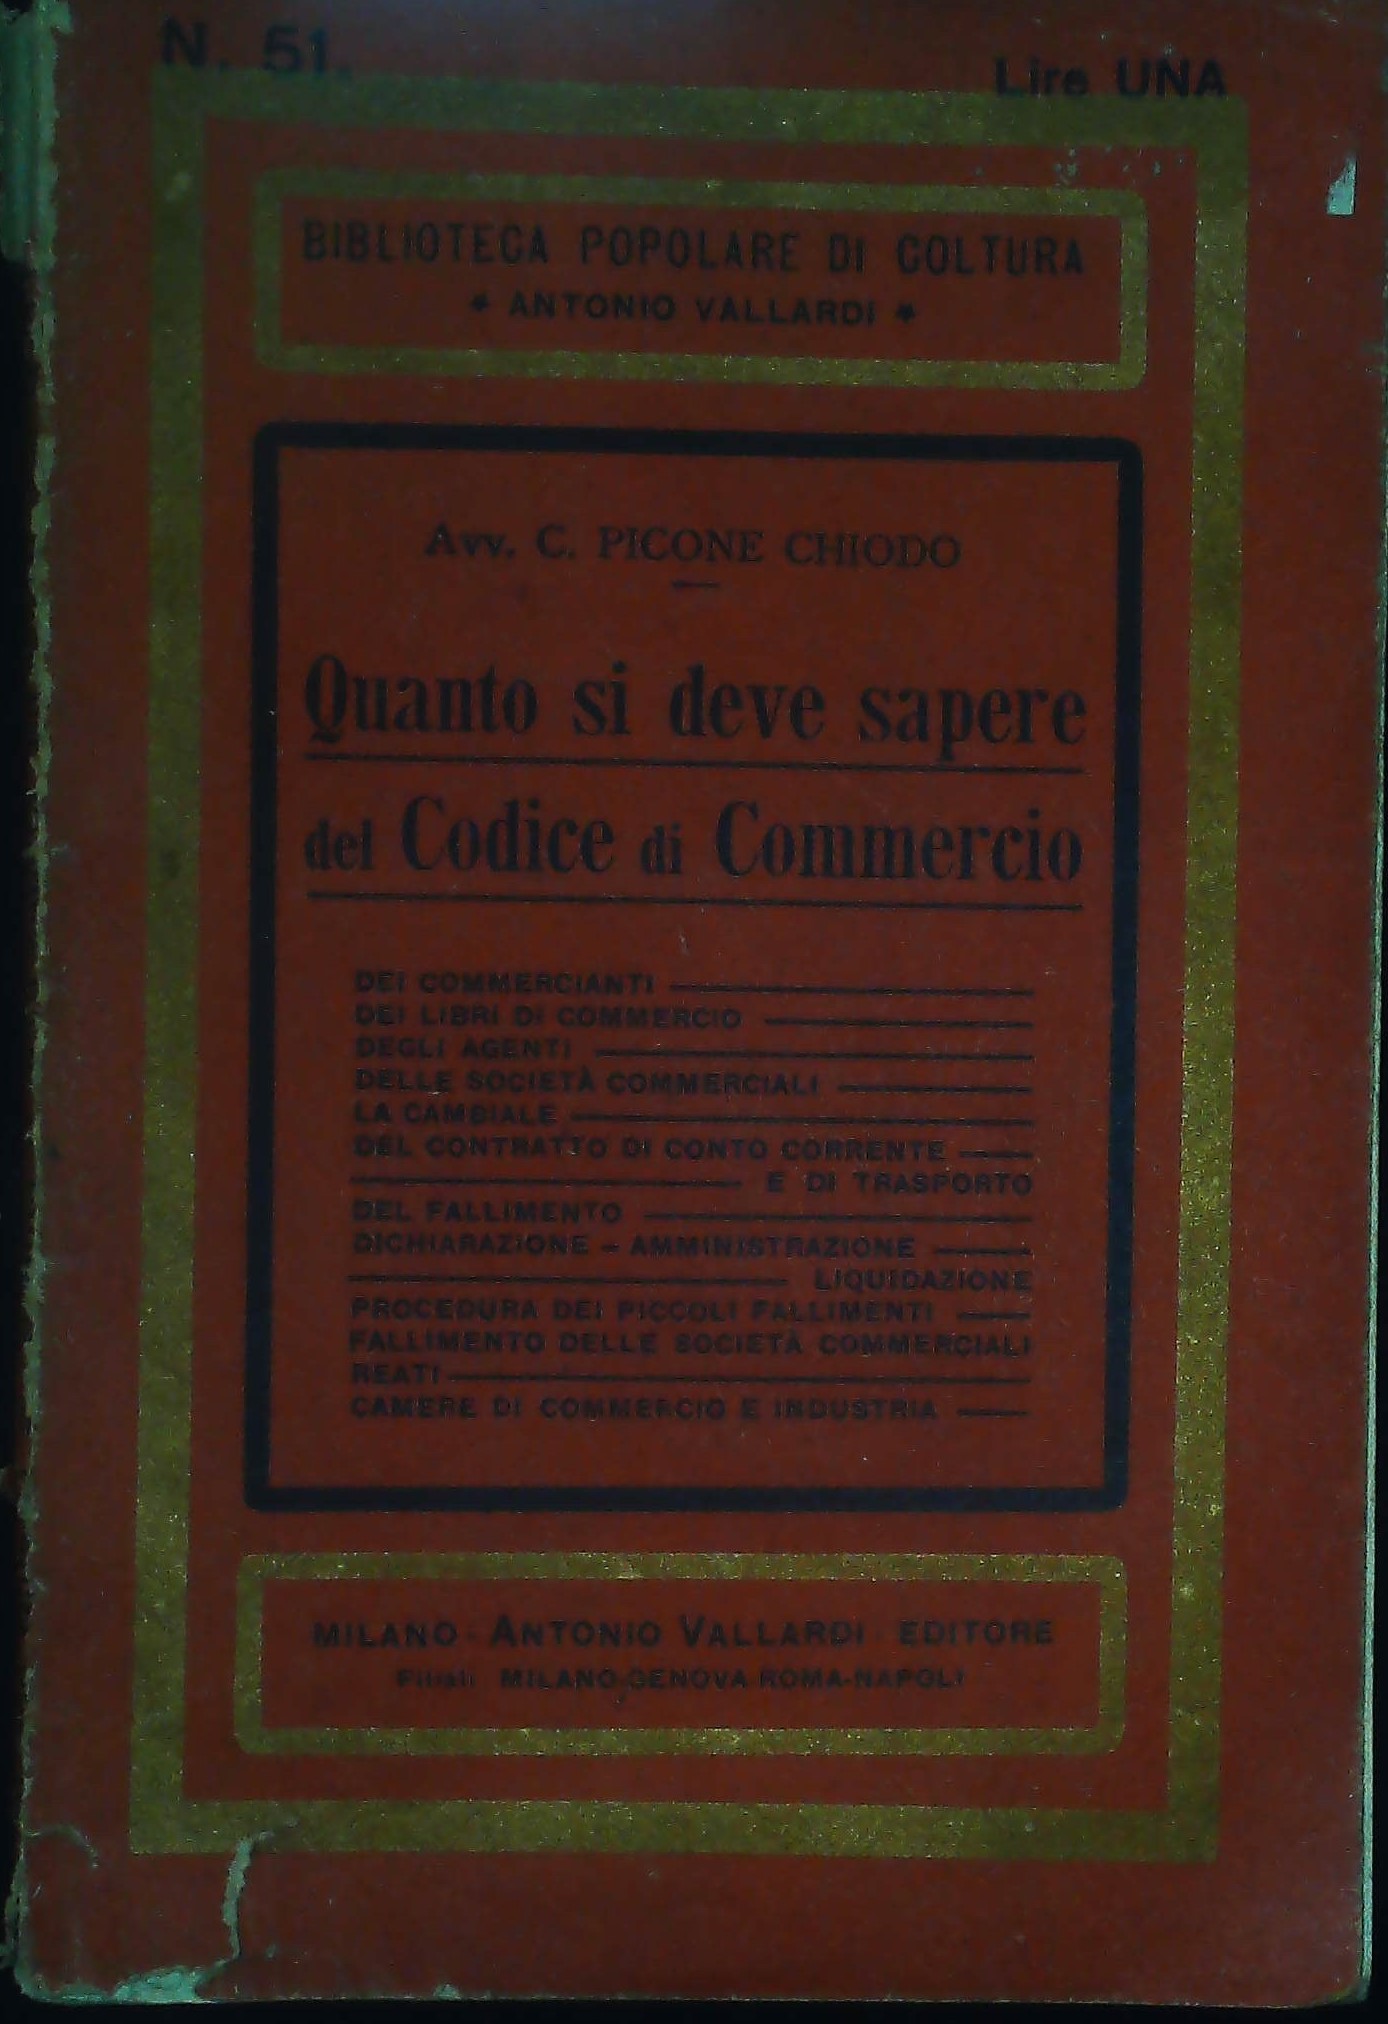 N. 51.
Lire UNA
BIBLIOTECA POPOLARE DI COLTURA
* ANTONIO VALLARDI *
Avv. C. PICONE CHIODO
Quanto si deve sapere
del Codice di Commercio
DEI COMMERCIANTI
DEI LIBRI DI COMMERCIO
DEGLI AGENTI
DELLE SOCIETÀ COMMERCIALI
LA CAMBIALE
DEL CONTRATTO DI CONTO CORRENTE
E DI TRASPORTO
DEL FALLIMENTO
DICHIARAZIONE - AMMINISTRAZIONE
LIQUIDAZIONE
PROCEDURA DEI PICCOLI FALLIMENTI
FALLIMENTO DELLE SOCIETÀ COMMERCIALI
REATI
CAMERE DI COMMERCIO E INDUSTRIA
MILANO - ANTONIO VALLARDI - EDITORE
Filiali MILANO-GENOVA-ROMA-NAPOLI